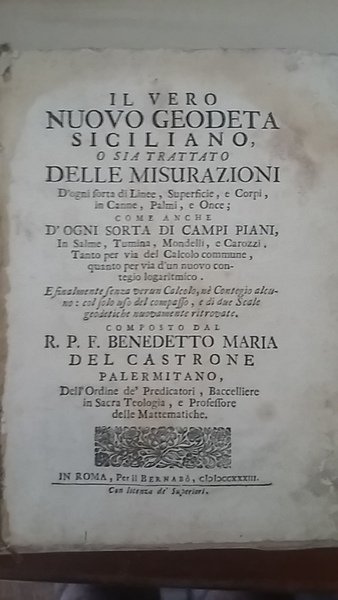 IL VERO
NUOVO GEODETA
SICILIANO,
O SIA TRATTATO
DELLE MISURAZIONI
D'ogni sorta di Linee, Superficie, e Corpi,
in Canne, Palmi, e Once;
COME ANCHE
D'OGNI SORTA DI CAMPI PIANI,
In Salme, Tumina, Mondelli, e Carozzi.
Tanto per via del Calcolo commune,
quanto per via d'un nuovo con-
tegio logaritmico.
E finalmente senza verun Calcolo, nè Contegio alcu-
no: col solo uso del compasso, e di due Scale
geodetiche nuovamente ritrovate.
COMPOSTO DAL
R. P. F. BENEDETTO MARIA
DEL CASTRONE
PALERMITANO,
Dell'Ordine de' Predicatori, Baccelliere
in Sacra Teologia, e Professore
delle Mattematiche.
IN ROMA, Per il BERNABÒ, cIɔIɔCCXXXIII.
Con licenza de' Superiori.